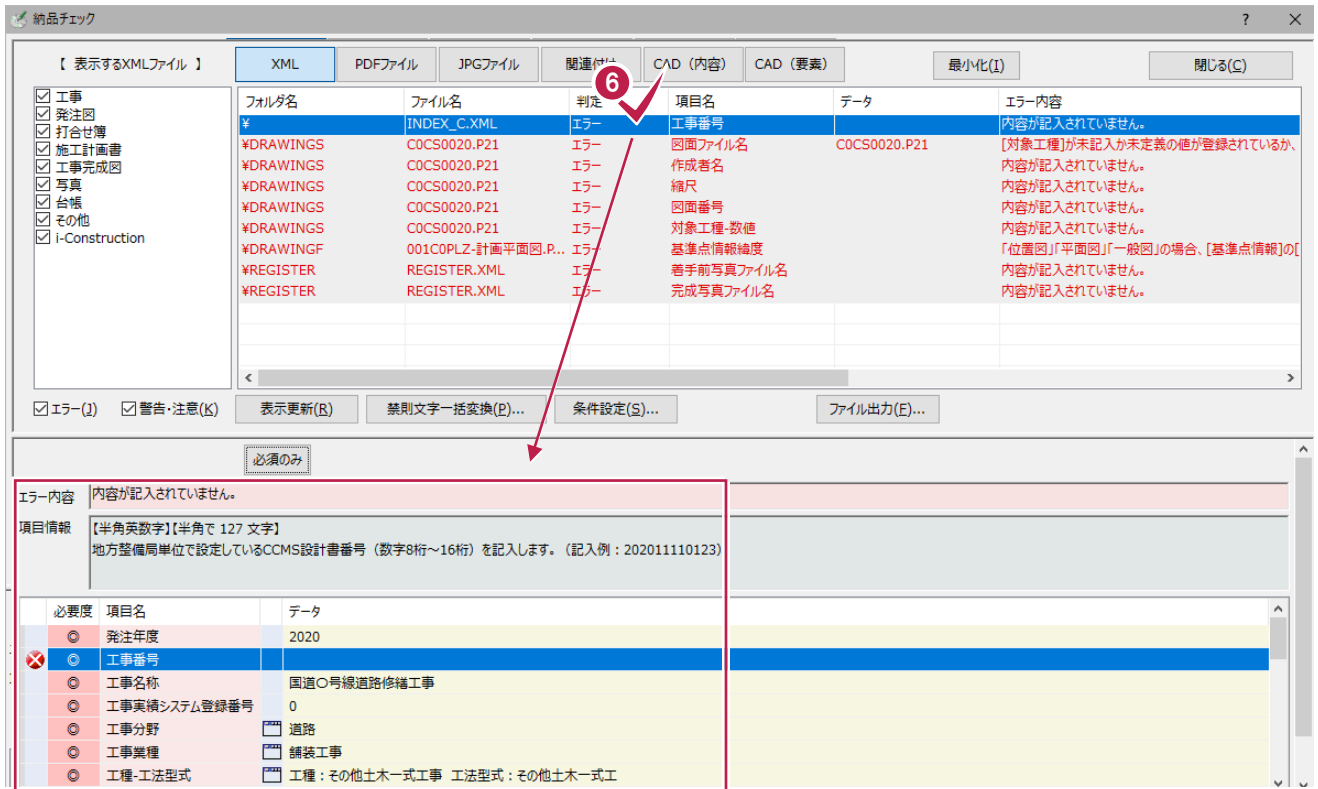 納品チェック ? ×
【 表示するXMLファイル 】 XML PDFファイル JPGファイル 関連付け CAD（内容） CAD（要素） 最小化(I) 閉じる(C)
6
工事
発注図
打合せ簿
施工計画書
工事完成図
写真
台帳
その他
i-Construction
フォルダ名 ファイル名 判定 項目名 データ エラー内容
¥ INDEX_C.XML エラー 工事番号 内容が記入されていません。
¥DRAWINGS C0CS0020.P21 エラー 図面ファイル名 C0CS0020.P21 [対象工種]が未記入か未定義の値が登録されているか、
¥DRAWINGS C0CS0020.P21 エラー 作成者名 内容が記入されていません。
¥DRAWINGS C0CS0020.P21 エラー 縮尺 内容が記入されていません。
¥DRAWINGS C0CS0020.P21 エラー 図面番号 内容が記入されていません。
¥DRAWINGS C0CS0020.P21 エラー 対象工種-数値 内容が記入されていません。
¥DRAWINGF 001C0PLZ-計画平面図.P... エラー 基準点情報緯度 「位置図」「平面図」「一般図」の場合、[基準点情報]の[
¥REGISTER REGISTER.XML エラー 着手前写真ファイル名 内容が記入されていません。
¥REGISTER REGISTER.XML エラー 完成写真ファイル名 内容が記入されていません。
エラー(J) 警告・注意(K) 表示更新(R) 禁則文字一括変換(P)... 条件設定(S)... ファイル出力(F)...
必須のみ
エラー内容 内容が記入されていません。
項目情報 【半角英数字】【半角で 127 文字】
地方整備局単位で設定しているCCMS設計書番号（数字8桁～16桁）を記入します。（記入例：202011110123）
必要度 項目名 データ
◎ 発注年度 2020
◎ 工事番号
◎ 工事名称 国道○号線道路修繕工事
◎ 工事実績システム登録番号 0
◎ 工事分野 道路
◎ 工事業種 舗装工事
◎ 工種-工法型式 工種：その他土木一式工事 工法型式：その他土木一式工